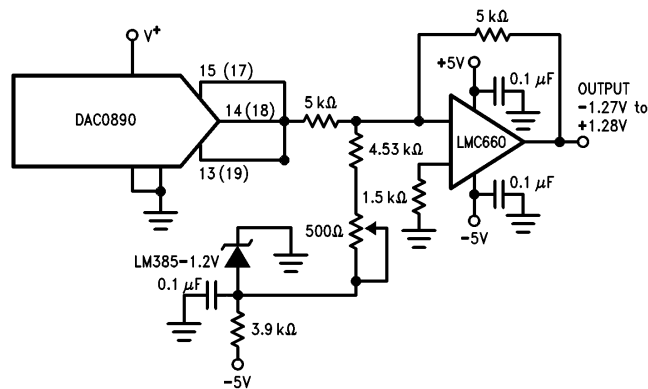 V+
5 kΩ
15 (17)
+5V
0.1 μF
OUTPUT
-1.27V to
+1.28V
DAC0890
14 (18)
5 kΩ
LMC660
4.53 kΩ
13 (19)
1.5 kΩ
0.1 μF
500Ω
-5V
LM385-1.2V
0.1 μF
3.9 kΩ
-5V